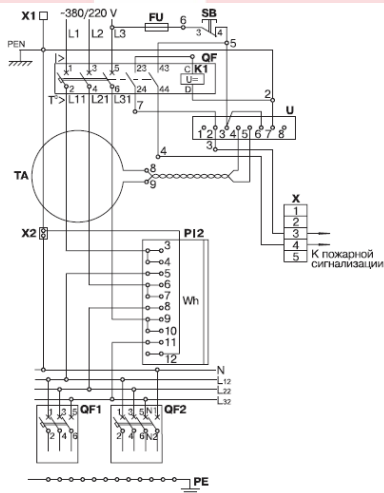 X1 ~380/220 V FU 6 SB
L1 L2 L3 3 4
PEN 5
I> 1 3 5 23 43 QF
C K1
U=
2 4 6 24 44 D 2
T°> L11 L21 L31 7 U
1 2 3 4 5 6 7 8
4 3
TA 8
9
X
1
2
3
4
5
К пожарной
сигнализации
X2 PI2
3
4
5
6
7
8
9
10
11
12
Wh
N
L12
L22
L32
1 3 5 QF1 1 3 5 N1 QF2
2 4 6 2 4 6 N2
PE